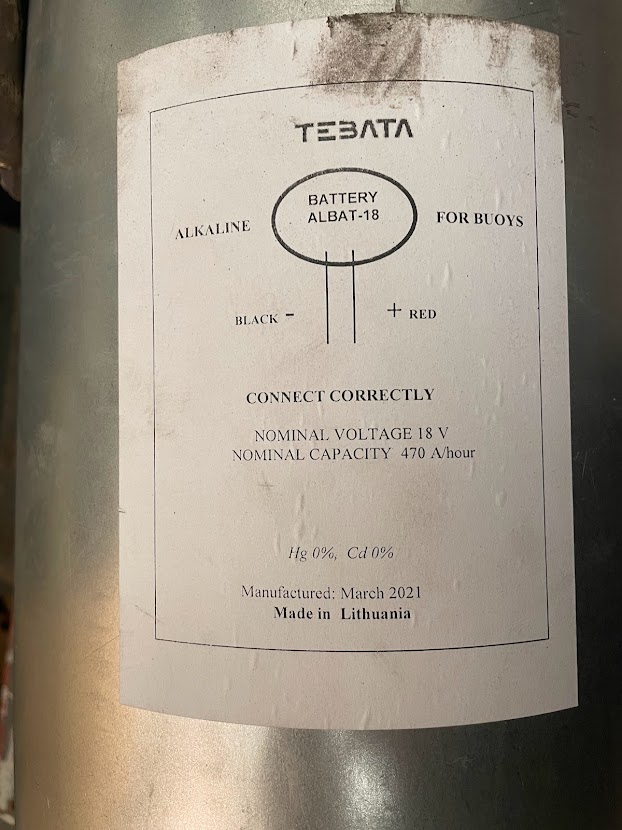 TEBATA
BATTERY
ALBAT-18
ALKALINE
FOR BUOYS
BLACK -
+ RED
CONNECT CORRECTLY
NOMINAL VOLTAGE 18 V
NOMINAL CAPACITY 470 A/hour
Hg 0%, Cd 0%
Manufactured: March 2021
Made in Lithuania